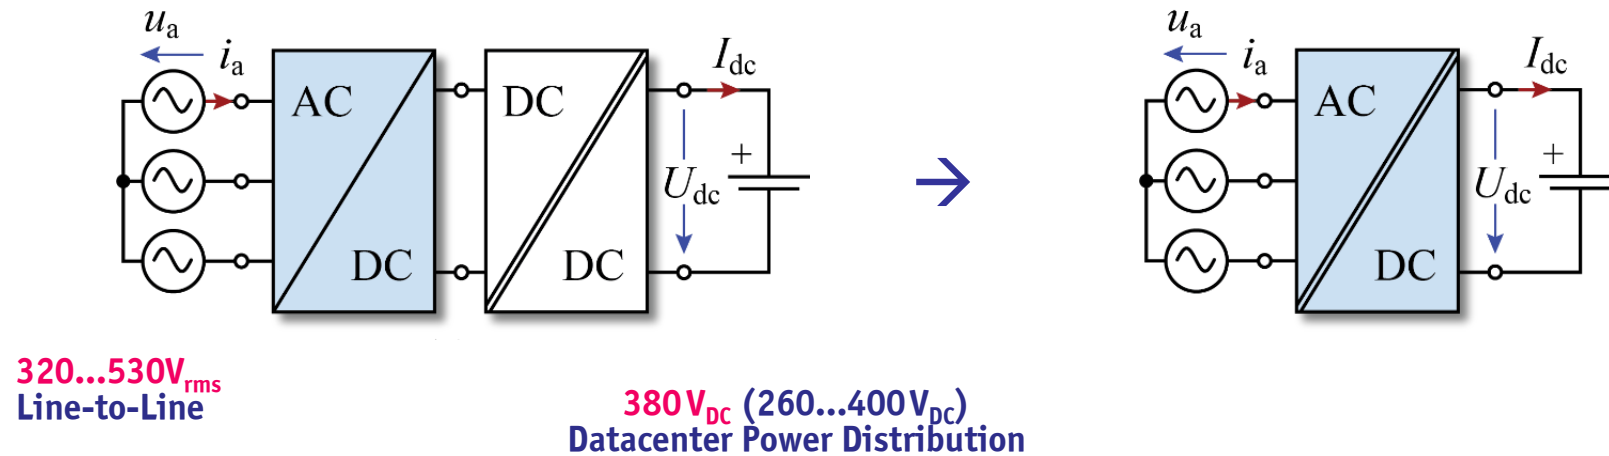 u_a
i_a
AC
DC
DC
DC
I_dc
+
U_dc
→
u_a
i_a
AC
DC
I_dc
+
U_dc
320...530V_rms
Line-to-Line
380 V_DC (260...400 V_DC)
Datacenter Power Distribution